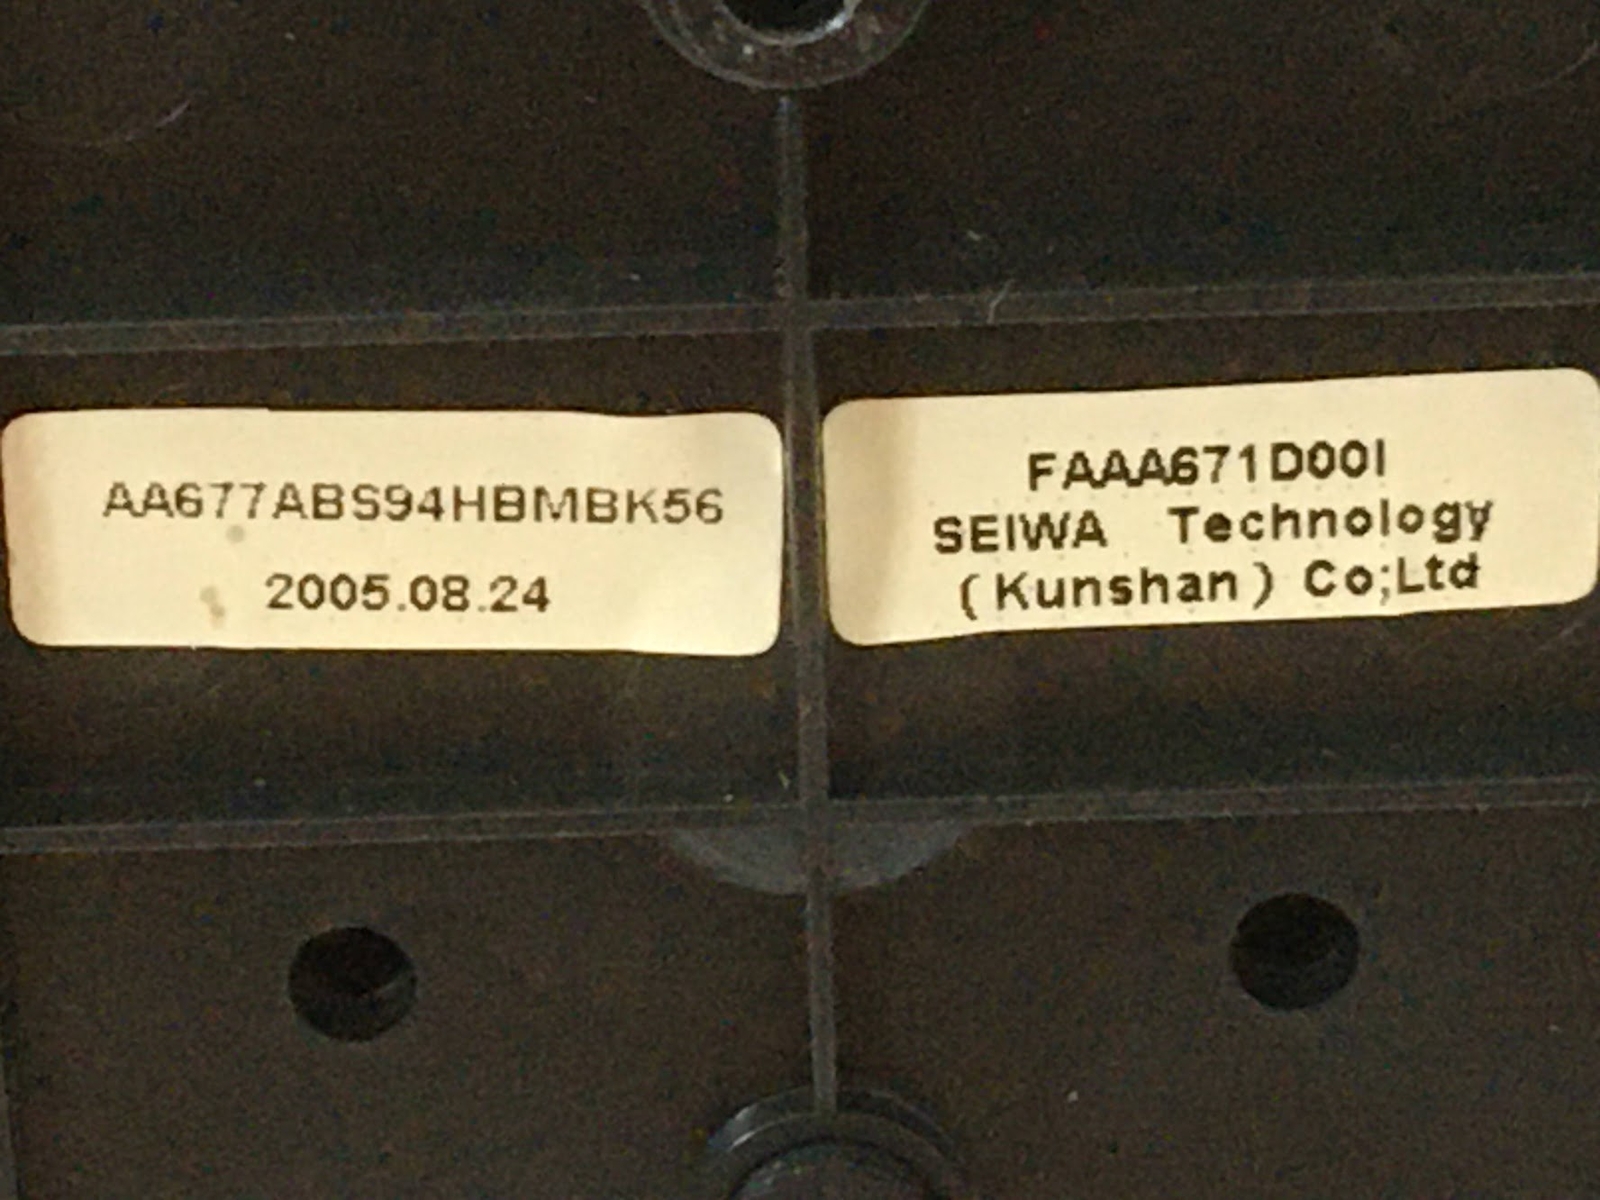 AA677ABS94HBMBK56
2005.08.24
FAAA671D00I
SEIWA Technology
(Kunshan) Co;Ltd